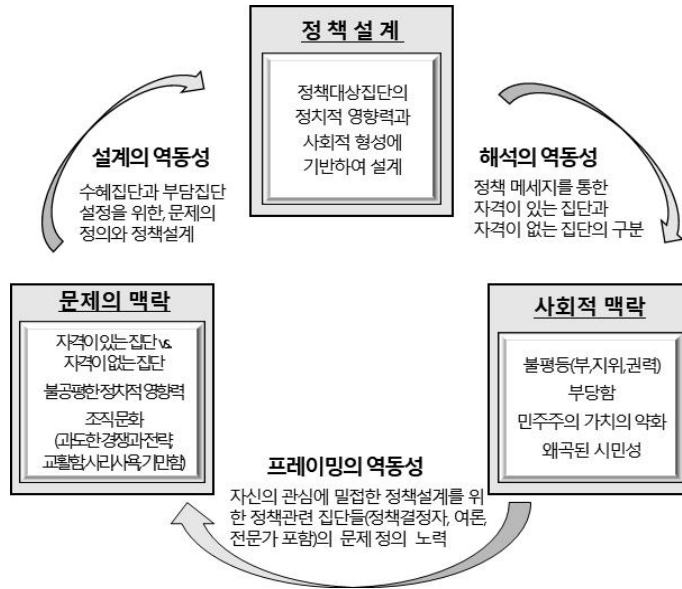 정책설계
정책대상집단의
정치적 영향력과
사회적 형성에
기반하여 설계
설계의 역동성
수혜집단과 부담집단
설정을 위한, 문제의
정의와 정책설계
해석의 역동성
정책 메세지를 통한
자격이 있는 집단과
자격이 없는 집단의 구분
문제의 맥락
자격이 있는 집단 vs.
자격이 없는 집단
불공평한 정치적 영향력
조직 문화
(과도한 경쟁과 전략,
교활함, 사리사욕, 기만함)
사회적 맥락
불평등(부,지위,권력)
부당함
민주주의 가치의 약화
왜곡된 시민성
프레이밍의 역동성
자신의 관심에 밀접한 정책설계를 위
한 정책관련 집단들(정책결정자, 여론,
전문가 포함)의 문제 정의 노력